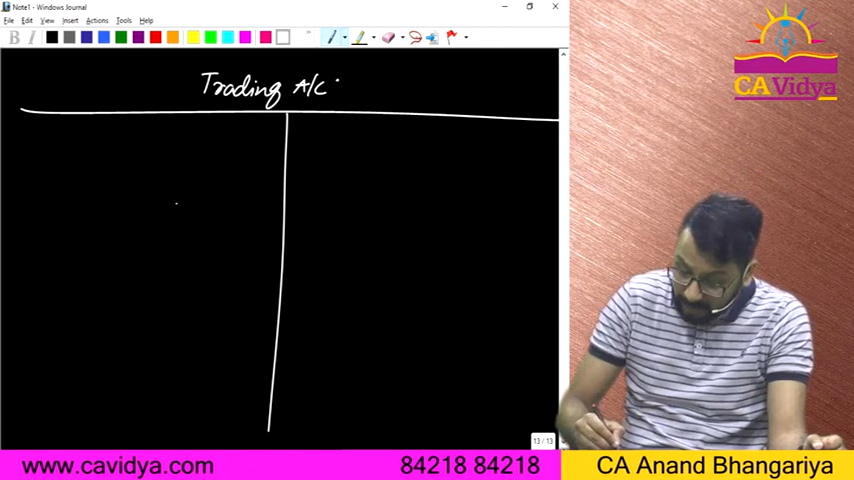 Note1 - Windows Journal
File Edit View Insert Actions Tools Help
B I
Trading A/C
13 / 13
CA Vidya
www.cavidya.com 84218 84218 CA Anand Bhangariya